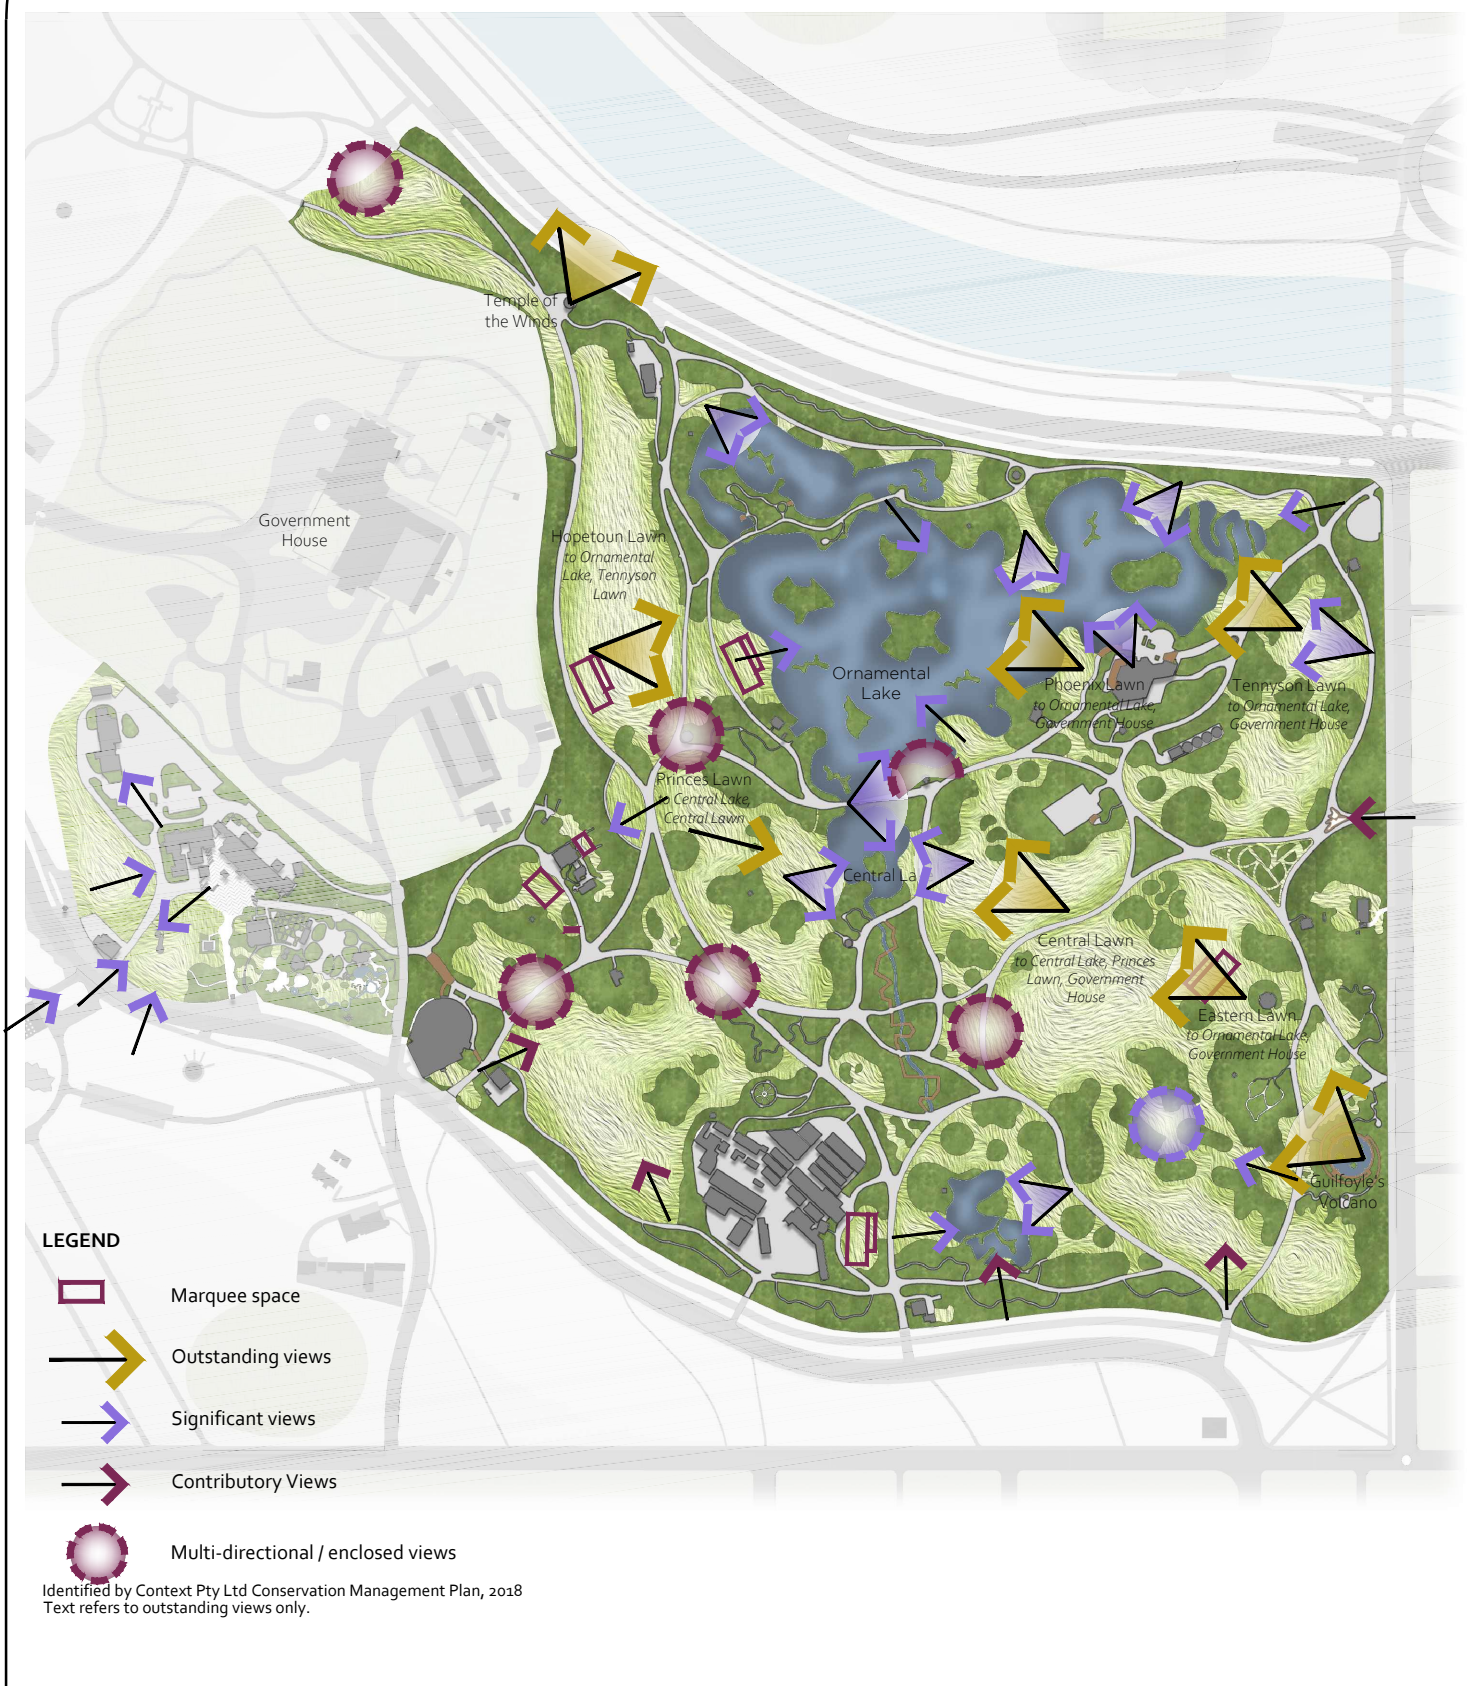 Temple of
the Winds
Government
House
Hopetoun Lawn
to Ornamental
Lake, Tennyson
Lawn
Ornamental
Lake
Phoenix Lawn
to Ornamental Lake,
Government House
Tennyson Lawn
to Ornamental Lake,
Government House
Princes Lawn
to Central Lake,
Central Lawn
Central La
Central Lawn
to Central Lake, Princes
Lawn, Government
House
Eastern Lawn
to Ornamental Lake,
Government House
Guilfoyle's
Volcano
LEGEND
Marquee space
Outstanding views
Significant views
Contributory Views
Multi-directional / enclosed views
Identified by Context Pty Ltd Conservation Management Plan, 2018
Text refers to outstanding views only.